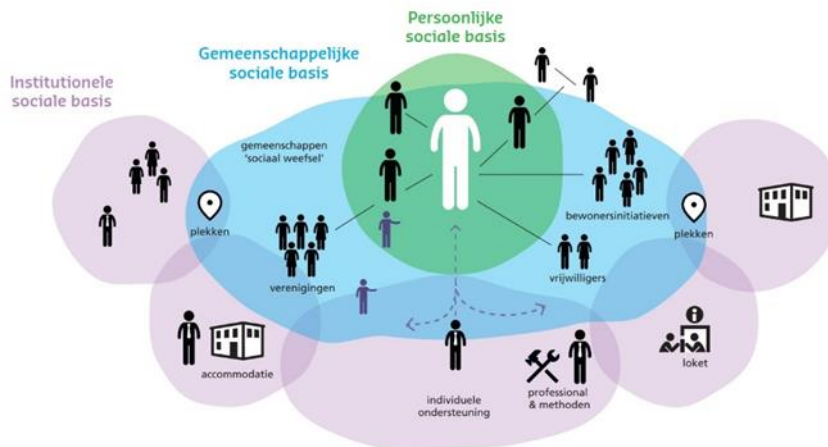 Persoonlijke
sociale basis
Gemeenschappelijke
sociale basis
Institutionele
sociale basis
gemeenschappen
'sociaal weefsel'
plekken
bewonersinitiatieven
plekken
verenigingen
vrijwilligers
accommodatie
loket
individuele
ondersteuning
professional
& methoden